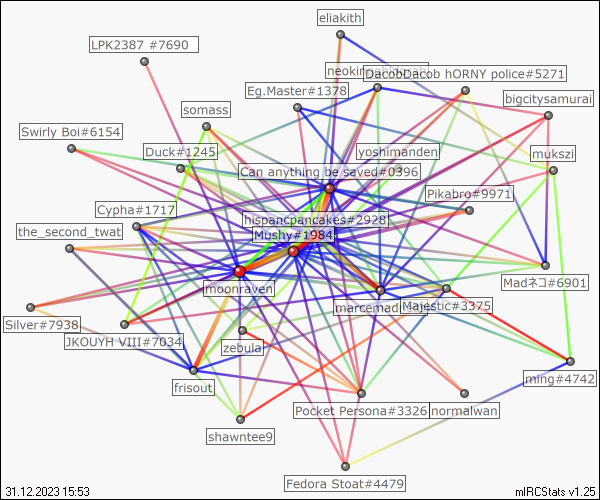 eliakith
LPK2387 #7690
DacobDacob hORNY police#5271
Eg.Master#1378
bigcitysamurai
somass
Swirly Boi#6154
Duck#1245
yoshimanden
mukszi
Can anything be saved#0396
Pikabro#9971
Cypha#1717
hispancpancakes#2928
the_second_twat
Mushy#1984
moonraven
Madネコ#6901
Silver#7938
Majestic#3375
JKOUYH VIII#7034
zebula
ming#4742
frisout
Pocket Persona#3326
normalwan
shawntee9
Fedora Stoat#4479
31.12.2023 15:53
mIRCStats v1.25